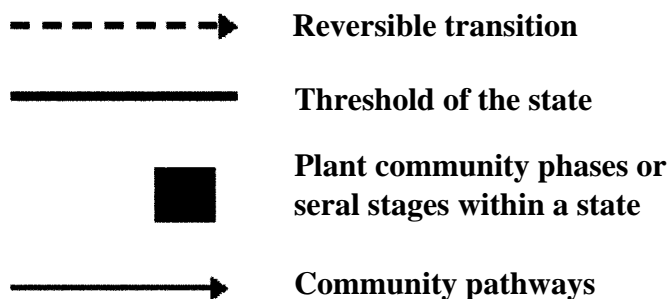 Reversible transition
Threshold of the state
Plant community phases or
seral stages within a state
Community pathways